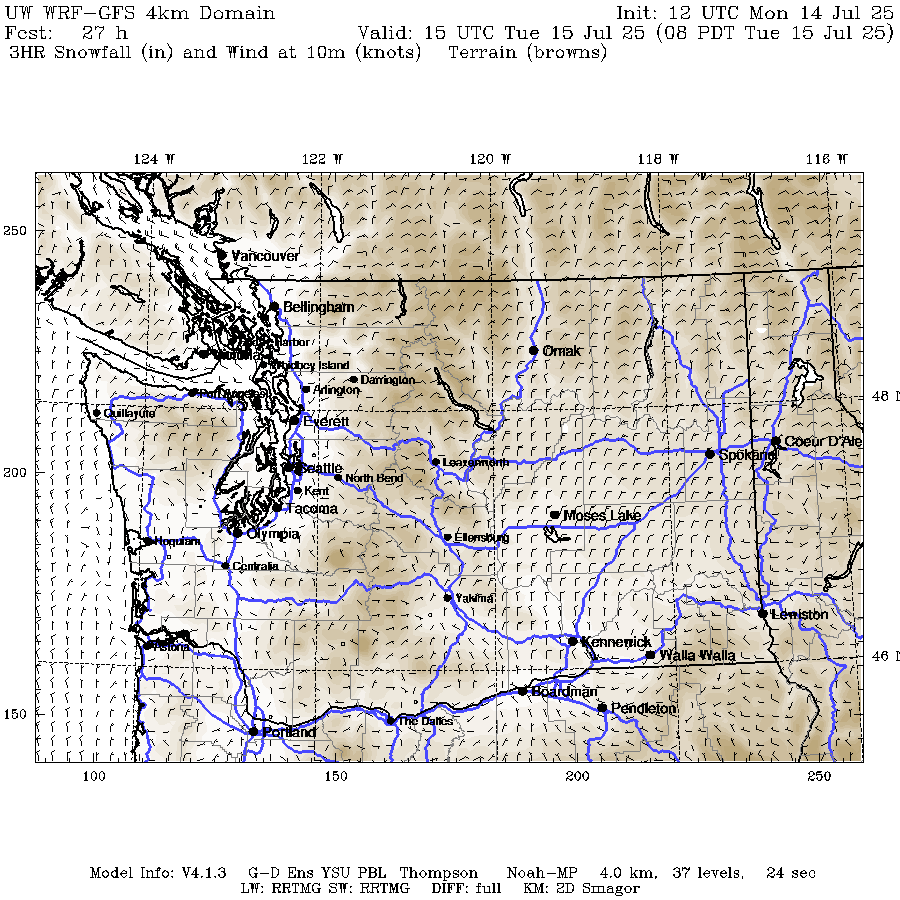 UW WRF-GFS 4km Domain Init: 12 UTC Mon 14 Jul 25
Fcst: 27 h Valid: 15 UTC Tue 15 Jul 25 (08 PDT Tue 15 Jul 25)
3HR Snowfall (in) and Wind at 10m (knots) Terrain (browns)
124 W 122 W 120 W 118 W 116 W
250
Vancouver
Bellingham
Harbor
Omak
Whidbey Island
Darrington
Arlington
Port Angeles
48 N
Quillayute
Everett
Coeur D'Ale
Spokane
Leavenworth
200
Seattle
North Bend
Kent
Tacoma
Moses Lake
Olympia
Ellensburg
Hoquiam
Centralia
Yakima
Lewiston
Kennewick
Astoria
Walla Walla
46 N
Boardman
Pendleton
150
The Dalles
Portland
100 150 200 250
Model Info: V4.1.3 G-D Ens YSU PBL Thompson Noah-MP 4.0 km, 37 levels, 24 sec
LW: RRTMG SW: RRTMG DIFF: full KM: 2D Smagor